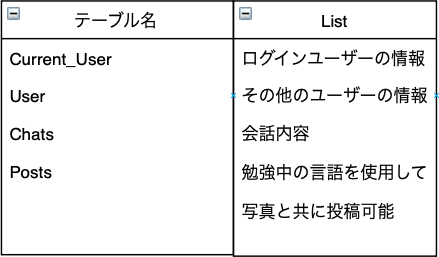 テーブル名 List
Current_User ログインユーザーの情報
User その他のユーザーの情報
Chats 会話内容
Posts 勉強中の言語を使用して
写真と共に投稿可能